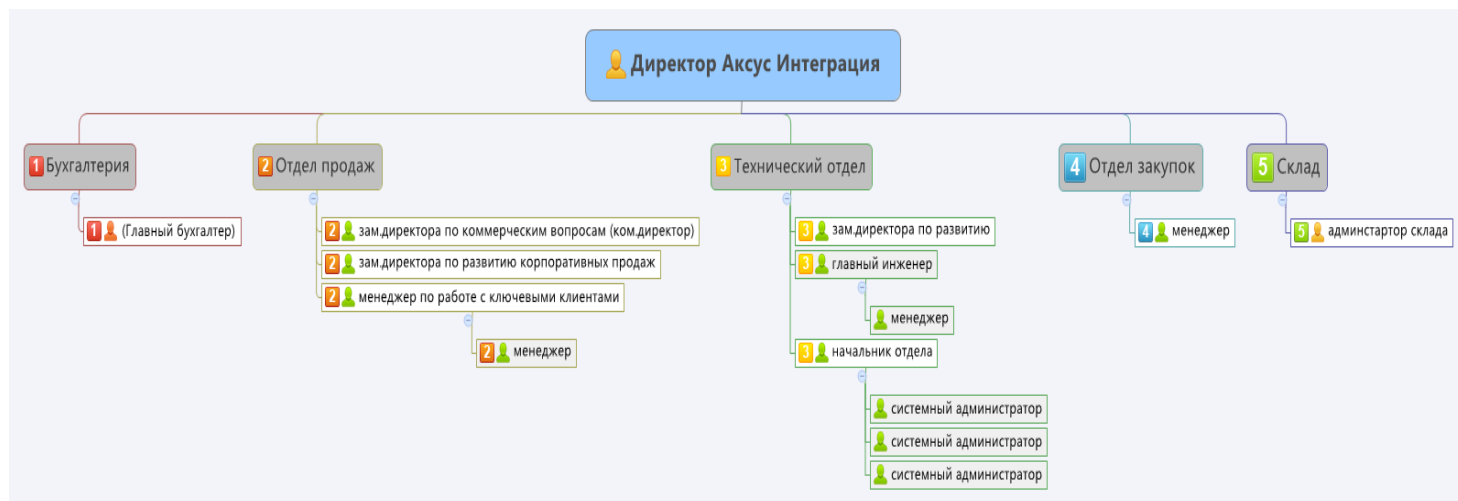 Директор Аксус Интеграция
1 Бухгалтерия
1 (Главный бухгалтер)
2 Отдел продаж
2 зам.директора по коммерческим вопросам (ком.директор)
2 зам.директора по развитию корпоративных продаж
2 менеджер по работе с ключевыми клиентами
2 менеджер
3 Технический отдел
3 зам.директора по развитию
3 главный инженер
менеджер
3 начальник отдела
системный администратор
системный администратор
системный администратор
4 Отдел закупок
4 менеджер
5 Склад
5 админстартор склада